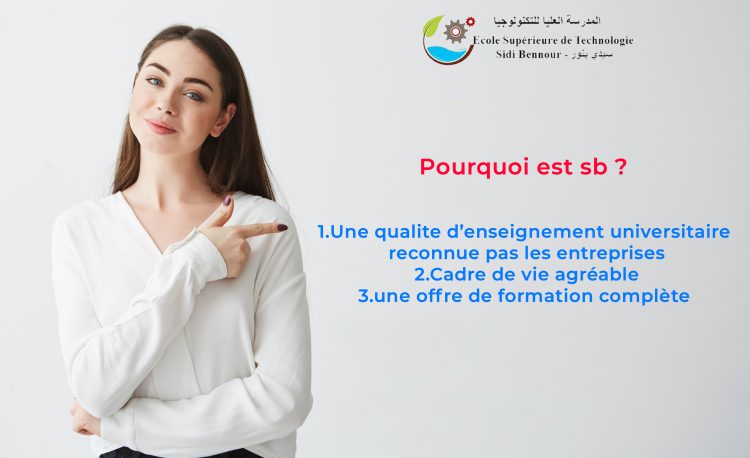 المدرسة العليا للتكنولوجيا
Ecole Supérieure de Technologie
Sidi Bennour - سيدي بنور
Pourquoi est sb ?
1.Une qualite d'enseignement universitaire
reconnue pas les entreprises
2.Cadre de vie agréable
3.une offre de formation complète